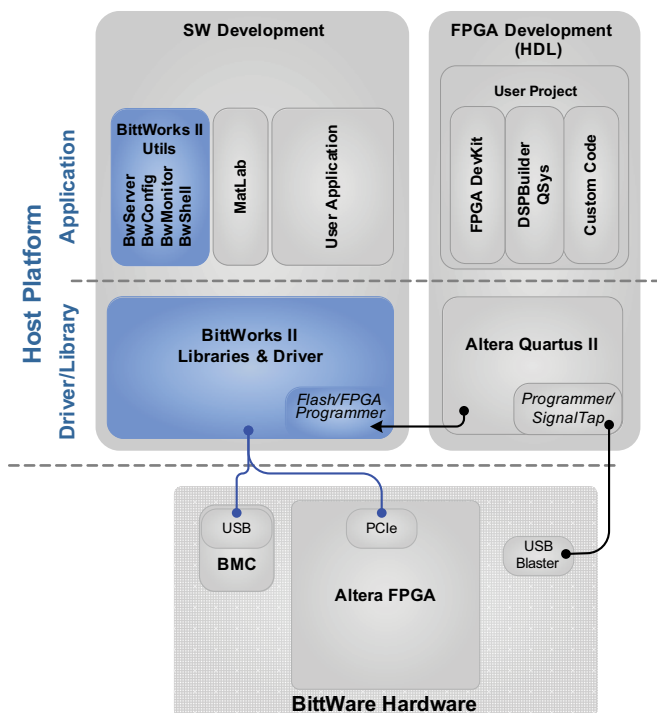 SW Development
FPGA Development
(HDL)
User Project
BittWorks II
Utils
BwServer
BwConfig
BwMonitor
BwShell
MatLab
User Application
FPGA DevKit
DSPBuilder
QSys
Custom Code
Host Platform
Application
Driver/Library
BittWorks II
Libraries & Driver
Flash/FPGA
Programmer
Altera Quartus II
Programmer/
SignalTap
USB
BMC
PCIe
Altera FPGA
USB
Blaster
BittWare Hardware